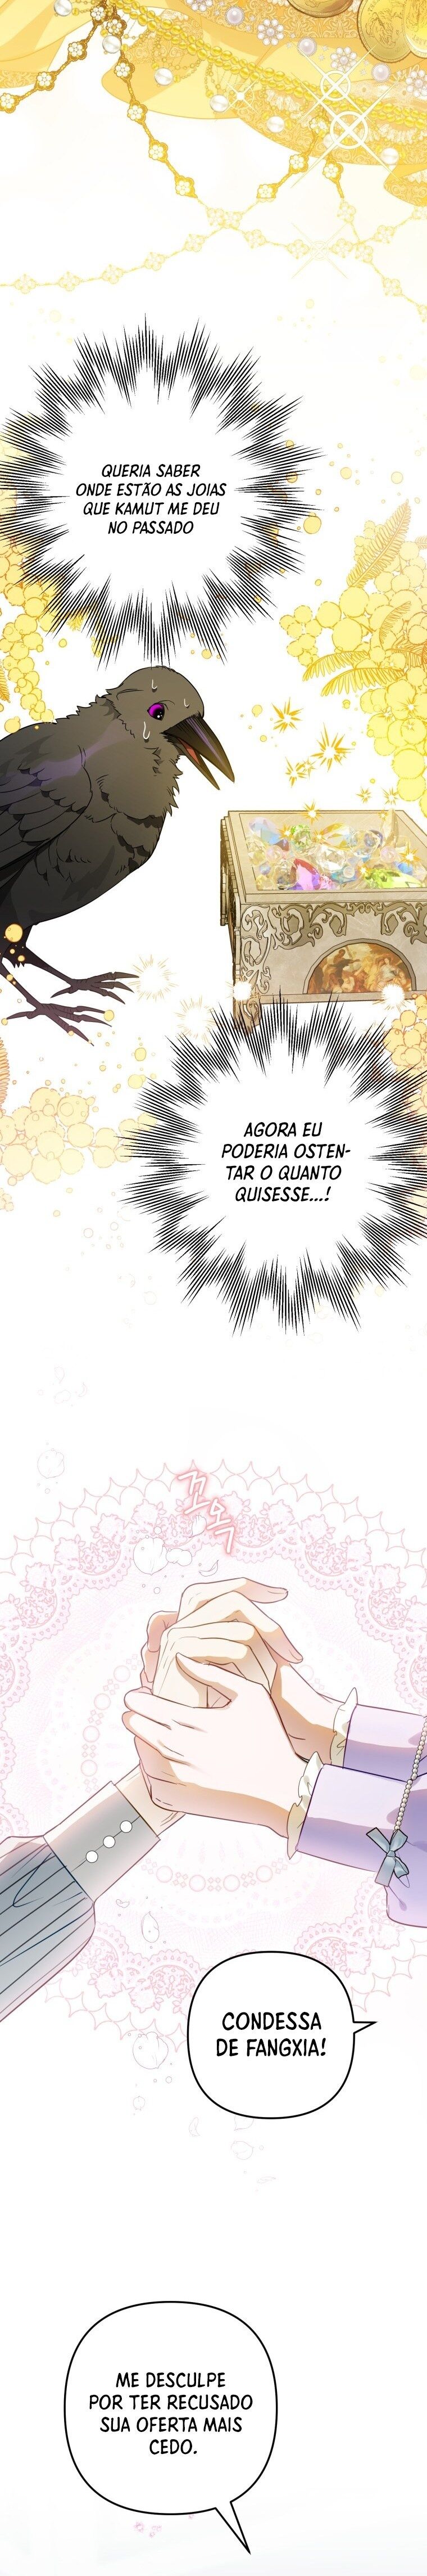 QUERIA SABER
ONDE ESTÃO AS JOIAS
QUE KAMUT ME DEU
NO PASSADO
AGORA EU
PODERIA OSTEN-
TAR O QUANTO
QUISESSE...!
꼬옥
CONDESSA
DE FANGXIA!
ME DESCULPE
POR TER RECUSADO
SUA OFERTA MAIS
CEDO.